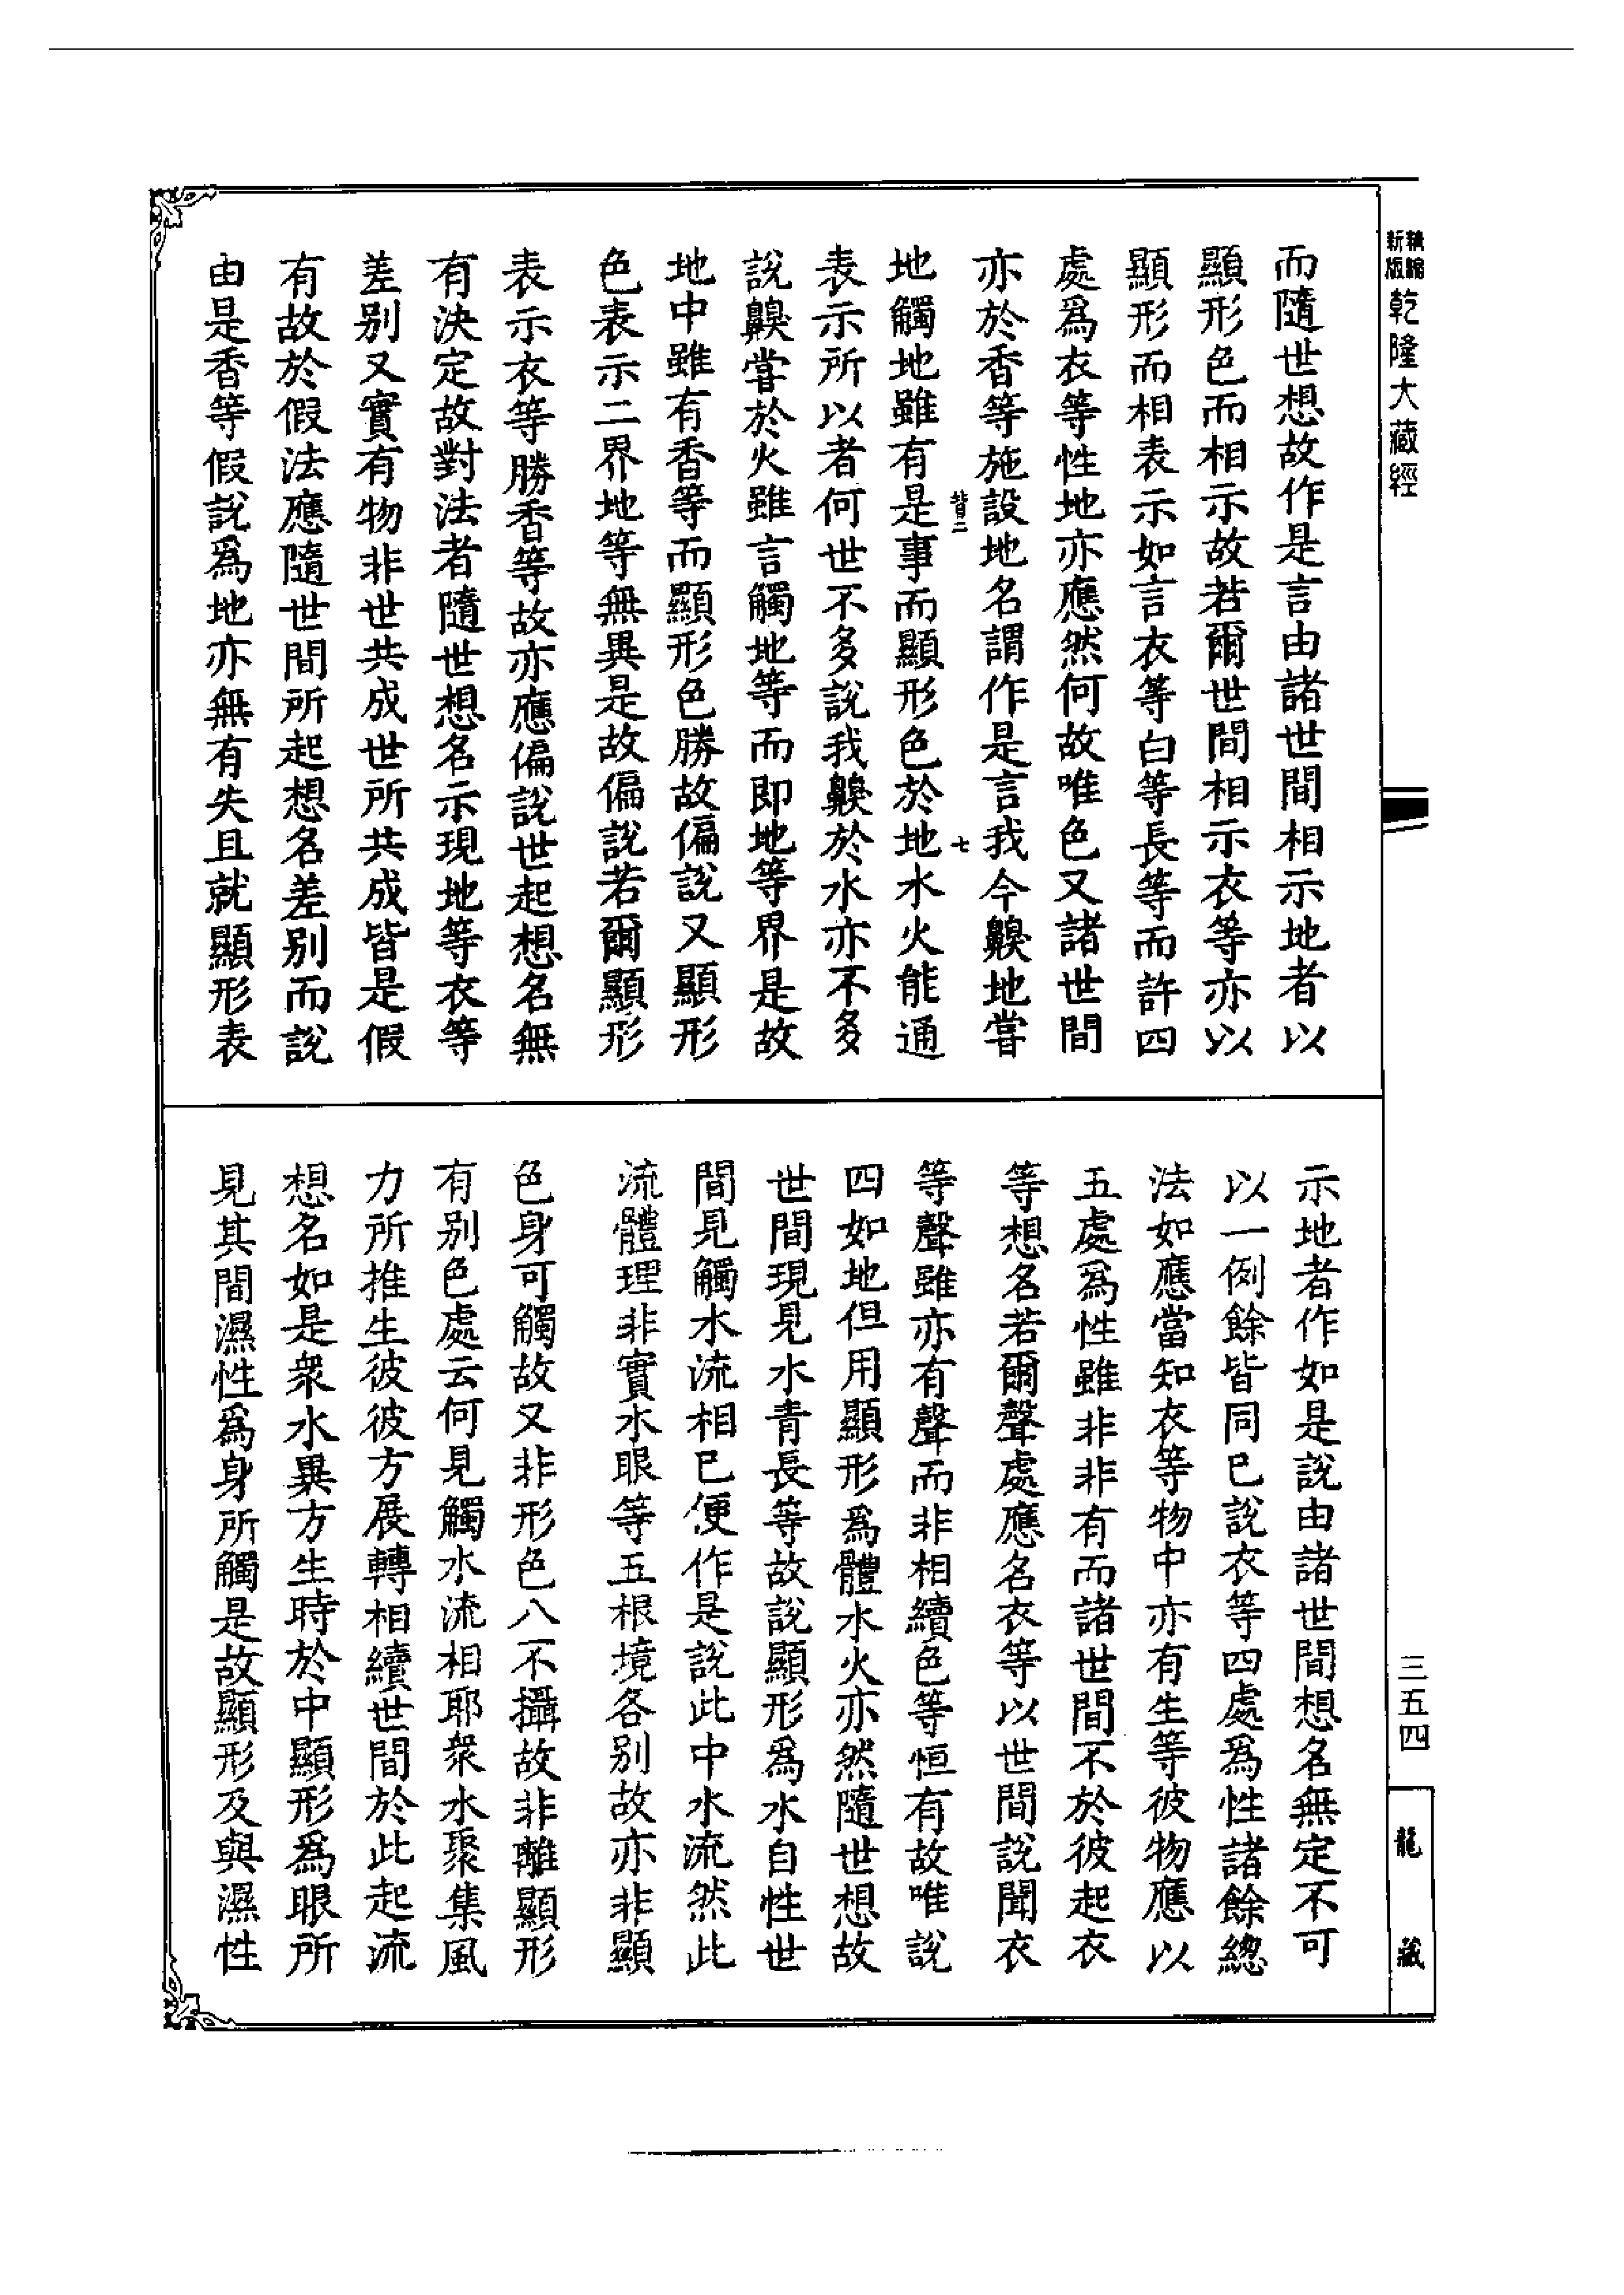 新編縮版乾隆大藏經
三五四
龍藏
而隨世想故作是言由諸世間相示地者以
顯形色而相示故若爾世間相示衣等亦以
顯形而相表示如言衣等白等長等而許四
處爲衣等性地亦應然何故唯色又諸世間
亦於香等施設地名謂作是言我今齅地甞
背二
七
地觸地雖有是事而顯形色於地水火能通
表示所以者何世不多說我齅於水亦不多
說齅甞於火雖言觸地等而即地等界是故
地中雖有香等而顯形色勝故偏說又顯形
色表示二界地等無異是故偏說若爾顯形
表示衣等勝香等故亦應偏說世起想名無
有決定故對法者隨世想名示現地等衣等
差別又實有物非世共成世所共成皆是假
有故於假法應隨世間所起想名差別而說
由是香等假說爲地亦無有失且就顯形表
示地者作如是說由諸世間想名無定不可
以一例餘皆同已說衣等四處爲性諸餘總
法如應當知衣等物中亦有生等彼物應以
五處爲性雖非非有而諸世間不於彼起衣
等想名若爾聲處應名衣等以世間說聞衣
等聲雖亦有聲而非相續色等恒有故唯說
四如地但用顯形爲體水火亦然隨世想故
世間現見水青長等故說顯形爲水自性世
間見觸水流相已便作是說此中水流然此
流體理非實水眼等五根境各別故亦非顯
色身可觸故又非形色八不攝故非離顯形
有別色處云何見觸水流相耶衆水聚集風
力所推生彼彼方展轉相續世間於此起流
想名如是衆水異方生時於中顯形爲眼所
見其間濕性爲身所觸是故顯形及與濕性